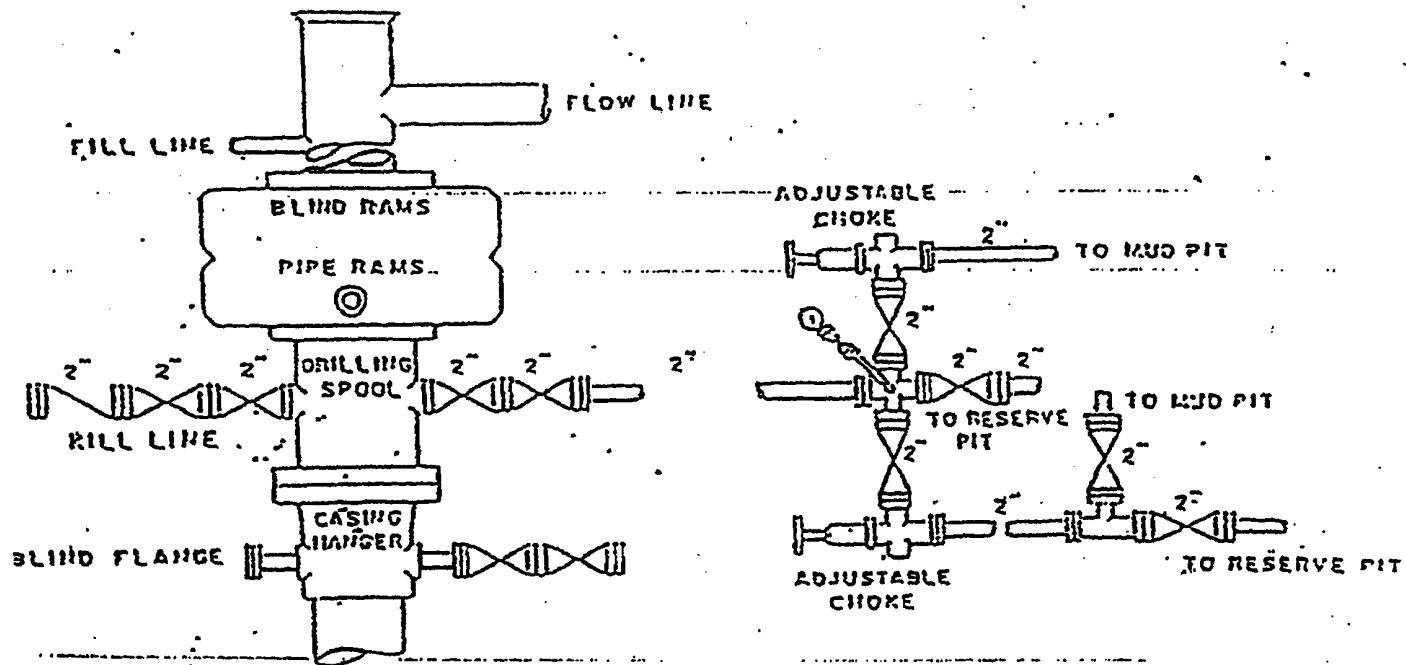 FLOW LINE
FILL LINE
BLIND RAMS
PIPE RAMS
DRILLING
SPOOL
2" 2" 2" 2" 2" 2"
KILL LINE
CASING
HANGER
BLIND FLANGE
ADJUSTABLE
CHOKE
2"
TO MUD PIT
2"
2" 2"
TO RESERVE
PIT
2"
TO MUD PIT
2"
2" 2"
TO RESERVE PIT
ADJUSTABLE
CHOKE